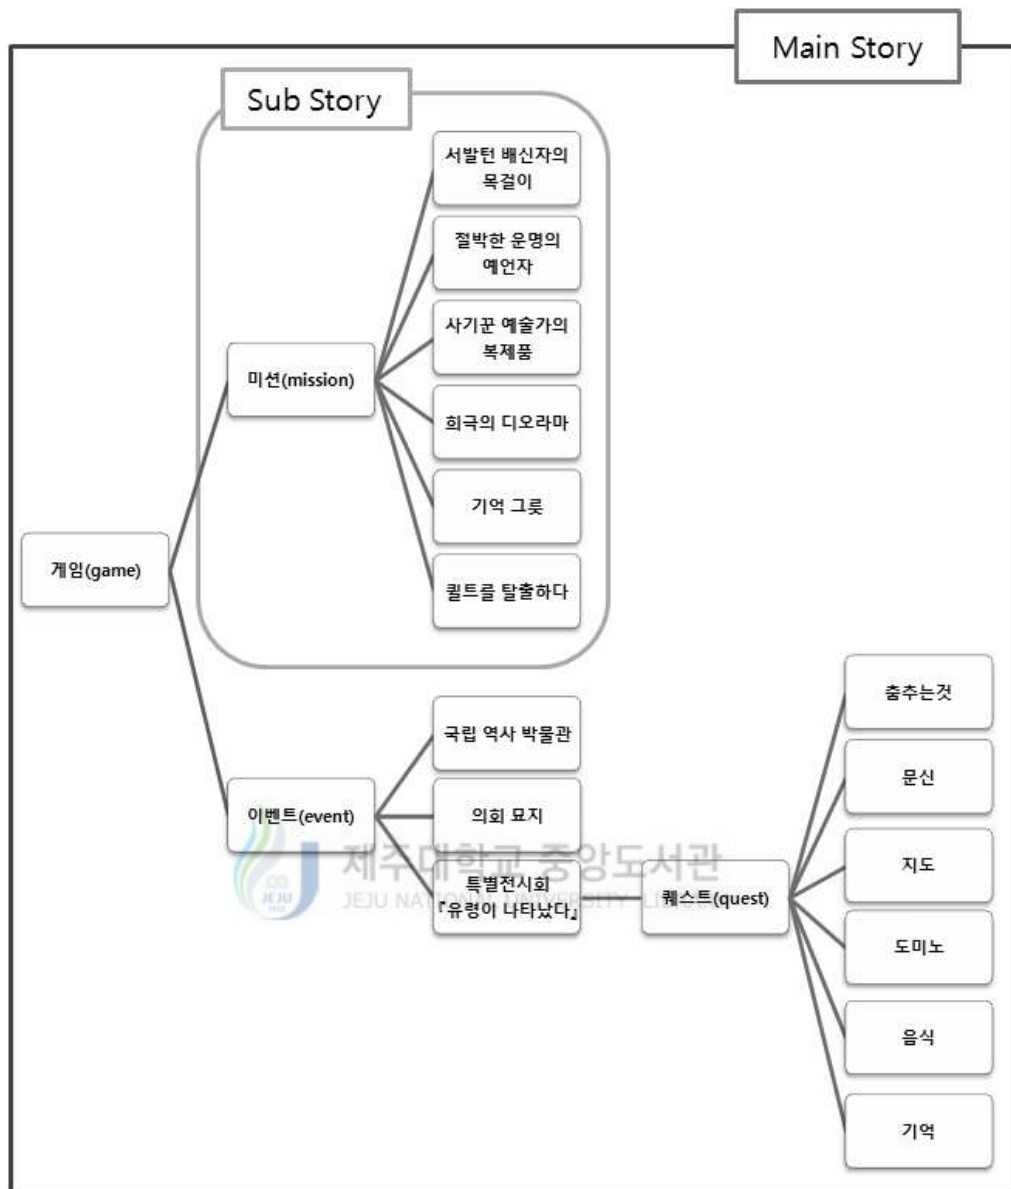 Main Story
Sub Story
서발턴 배신자의
목걸이
절박한 운명의
예언자
사기꾼 예술가의
복제품
미션(mission)
희극의 디오라마
기억 그릇
게임(game)
퀼트를 탈출하다
춤추는것
국립 역사 박물관
문신
이벤트(event)
의회 묘지
지도
제주대학교 중앙도서관
JEJU NATIONAL UNIVERSITY LIBRARY
JEJU
특별전시회
『유령이 나타났다』
퀘스트(quest)
도미노
음식
기억